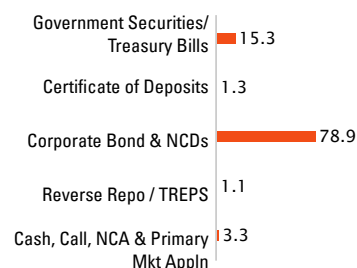 Government Securities/
Treasury Bills 15.3
Certificate of Deposits 1.3
Corporate Bond & NCDs 78.9
Reverse Repo / TREPS 1.1
Cash, Call, NCA & Primary 3.3
Mkt Appln